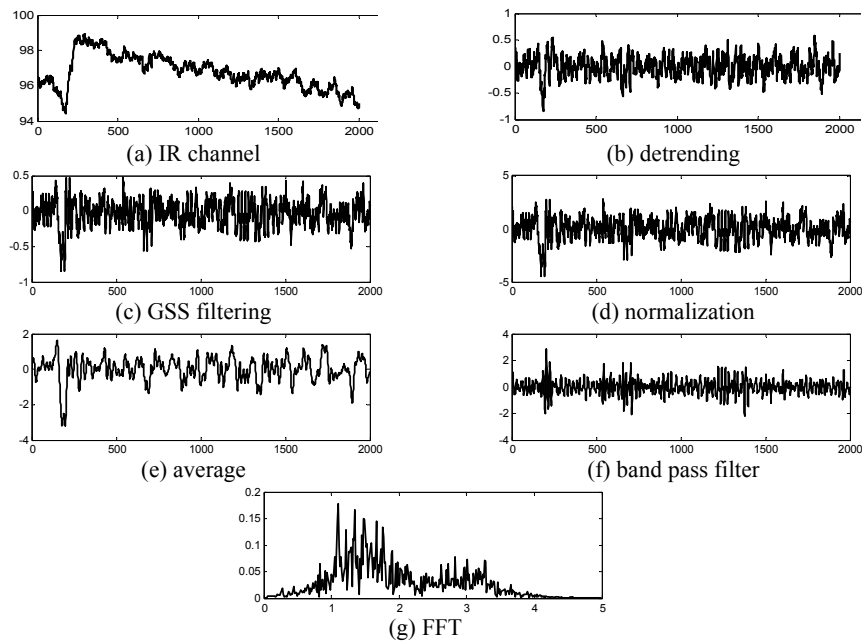 100
98
96
94
0 500 1000 1500 2000
(a) IR channel
1
0.5
0
-0.5
-1
0 500 1000 1500 2000
(b) detrending
0.5
0
-0.5
-1
0 500 1000 1500 2000
(c) GSS filtering
5
0
-5
0 500 1000 1500 2000
(d) normalization
2
0
-2
-4
0 500 1000 1500 2000
(e) average
4
2
0
-2
-4
0 500 1000 1500 2000
(f) band pass filter
0.2
0.15
0.1
0.05
0
0 1 2 3 4 5
(g) FFT